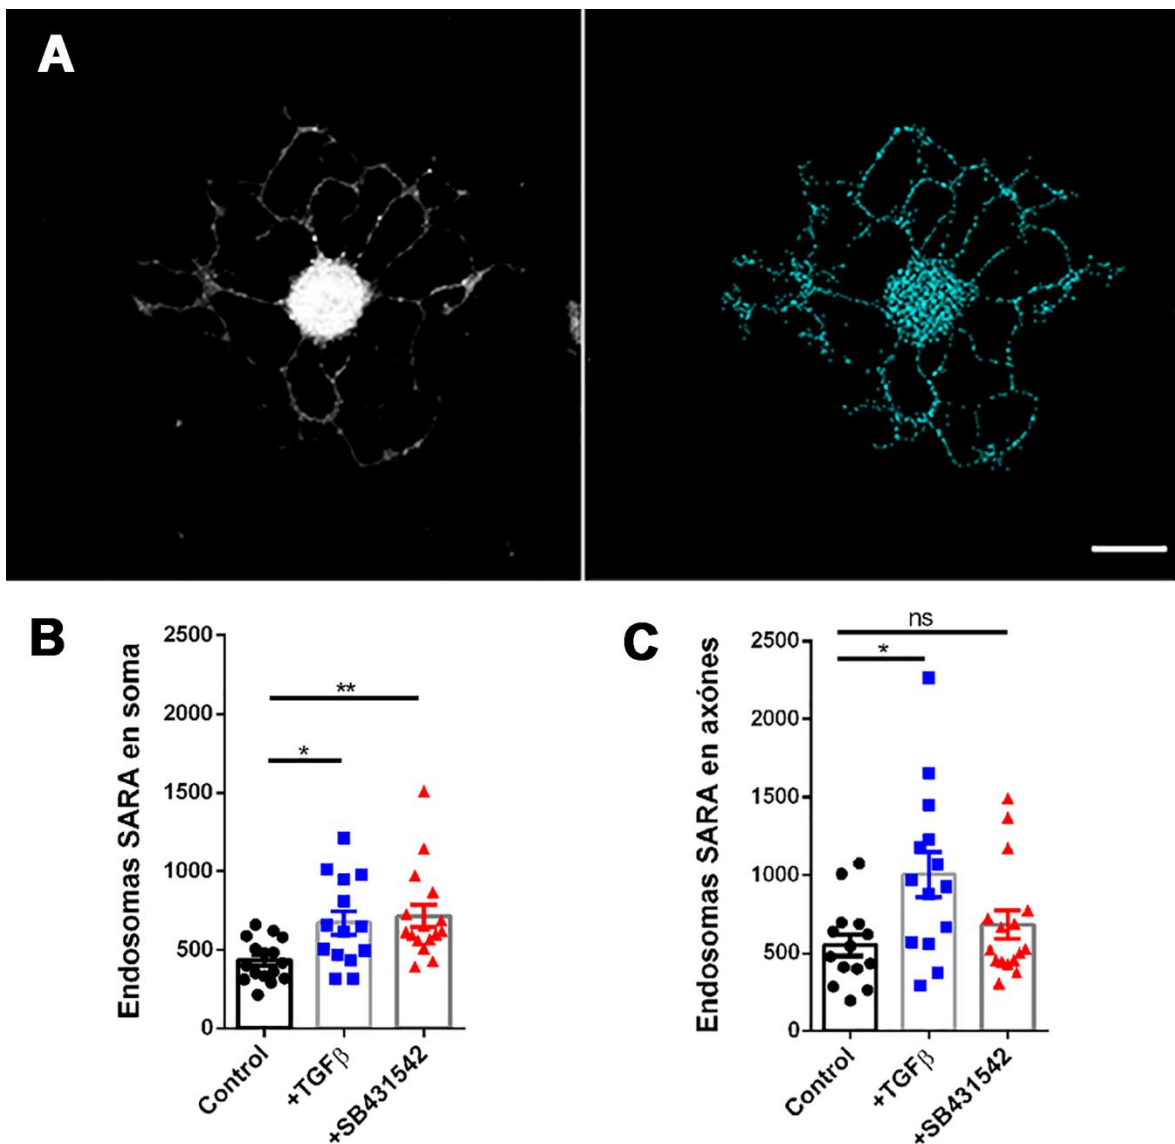 A
B
Endosomas SARA en soma
2500
2000
1500
1000
500
0
**
*
Control
+TGFβ
+SB431542
C
Endosomas SARA en axónes
2500
2000
1500
1000
500
0
ns
*
Control
+TGFβ
+SB431542